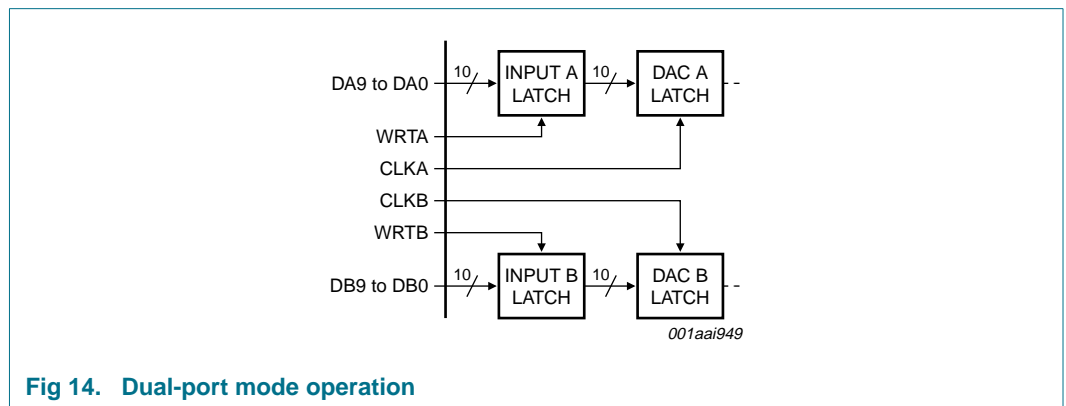 DA9 to DA0
10
INPUT A
LATCH
10
DAC A
LATCH
WRTA
CLKA
CLKB
WRTB
DB9 to DB0
10
INPUT B
LATCH
10
DAC B
LATCH
001aai949
Fig 14. Dual-port mode operation